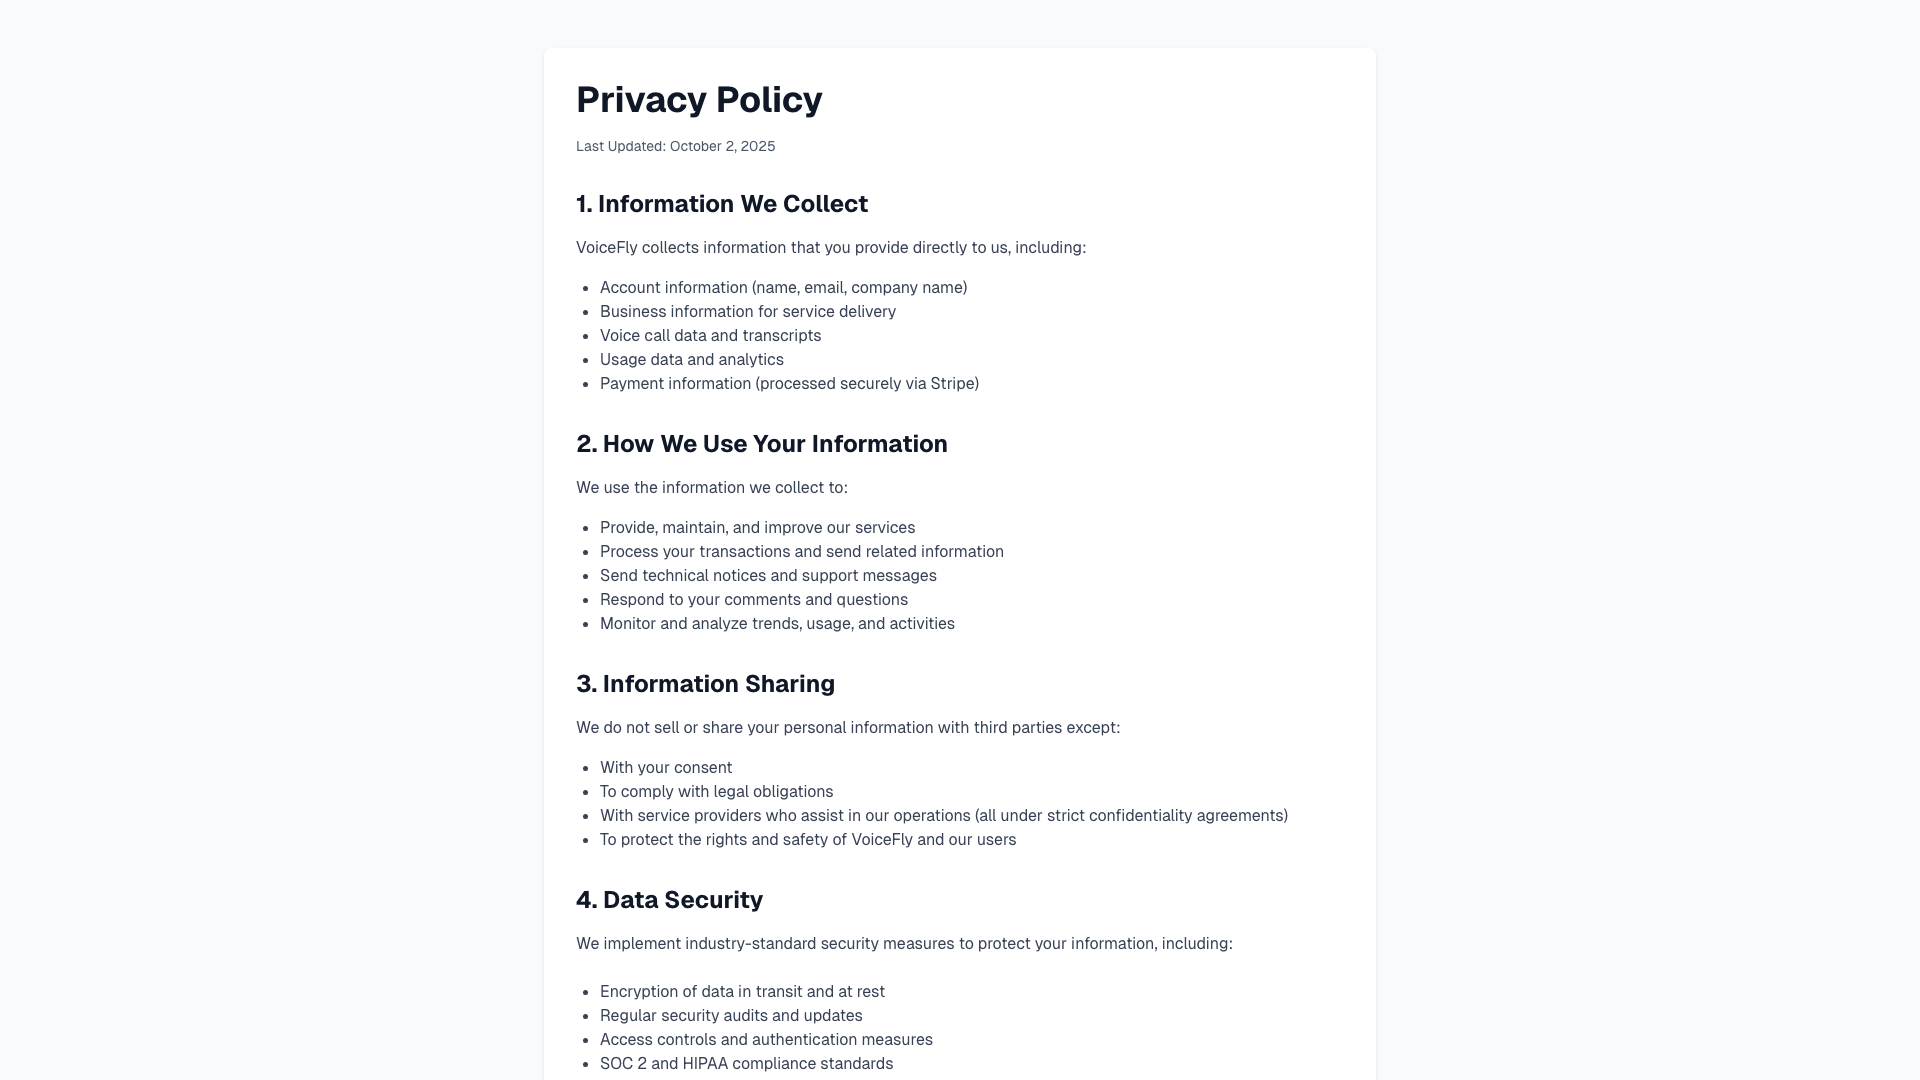 Privacy Policy
Last Updated: October 2, 2025
1. Information We Collect
VoiceFly collects information that you provide directly to us, including:
• Account information (name, email, company name)
• Business information for service delivery
• Voice call data and transcripts
• Usage data and analytics
• Payment information (processed securely via Stripe)
2. How We Use Your Information
We use the information we collect to:
• Provide, maintain, and improve our services
• Process your transactions and send related information
• Send technical notices and support messages
• Respond to your comments and questions
• Monitor and analyze trends, usage, and activities
3. Information Sharing
We do not sell or share your personal information with third parties except:
• With your consent
• To comply with legal obligations
• With service providers who assist in our operations (all under strict confidentiality agreements)
• To protect the rights and safety of VoiceFly and our users
4. Data Security
We implement industry-standard security measures to protect your information, including:
• Encryption of data in transit and at rest
• Regular security audits and updates
• Access controls and authentication measures
• SOC 2 and HIPAA compliance standards